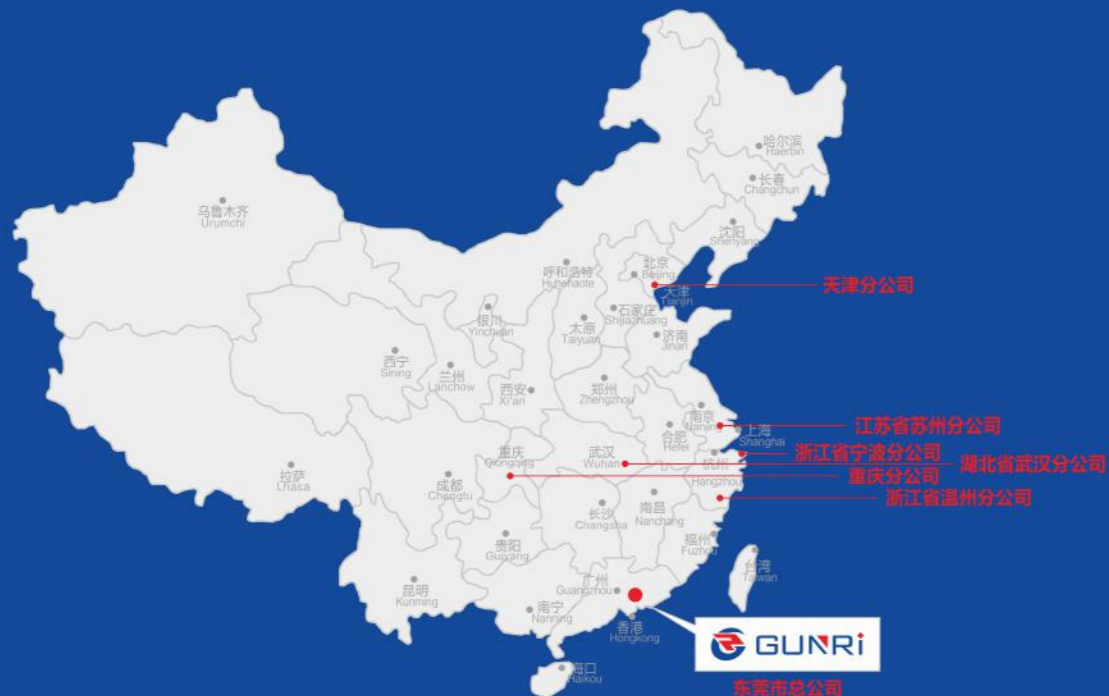 哈尔滨
Haerbin
长春
Changchun
乌鲁木齐
Urumchi
沈阳
Shenyang
呼和浩特
Huhehaote
北京
Beijing
天津分公司
天津
Tianjin
银川
Yinchuan
石家庄
Shijiazhuang
太原
Taiyuan
济南
Jinan
西宁
Sining
兰州
Lanchow
西安
Xi'an
郑州
Zhengzhou
南京
Nanjing
江苏省苏州分公司
合肥
Hefei
上海
Shanghai
重庆
Qiongqing
武汉
Wuhan
杭州
Hangzhou
浙江省宁波分公司
湖北省武汉分公司
重庆分公司
拉萨
Lhasa
成都
Chengtu
浙江省温州分公司
长沙
Changsha
南昌
Nanchang
贵阳
Guiyang
福州
Fuzhou
台湾
Taiwan
昆明
Kunming
广州
Guangzhou
南宁
Nanning
香港
Hongkong
GUNRi
海口
Haikou
东莞市总公司